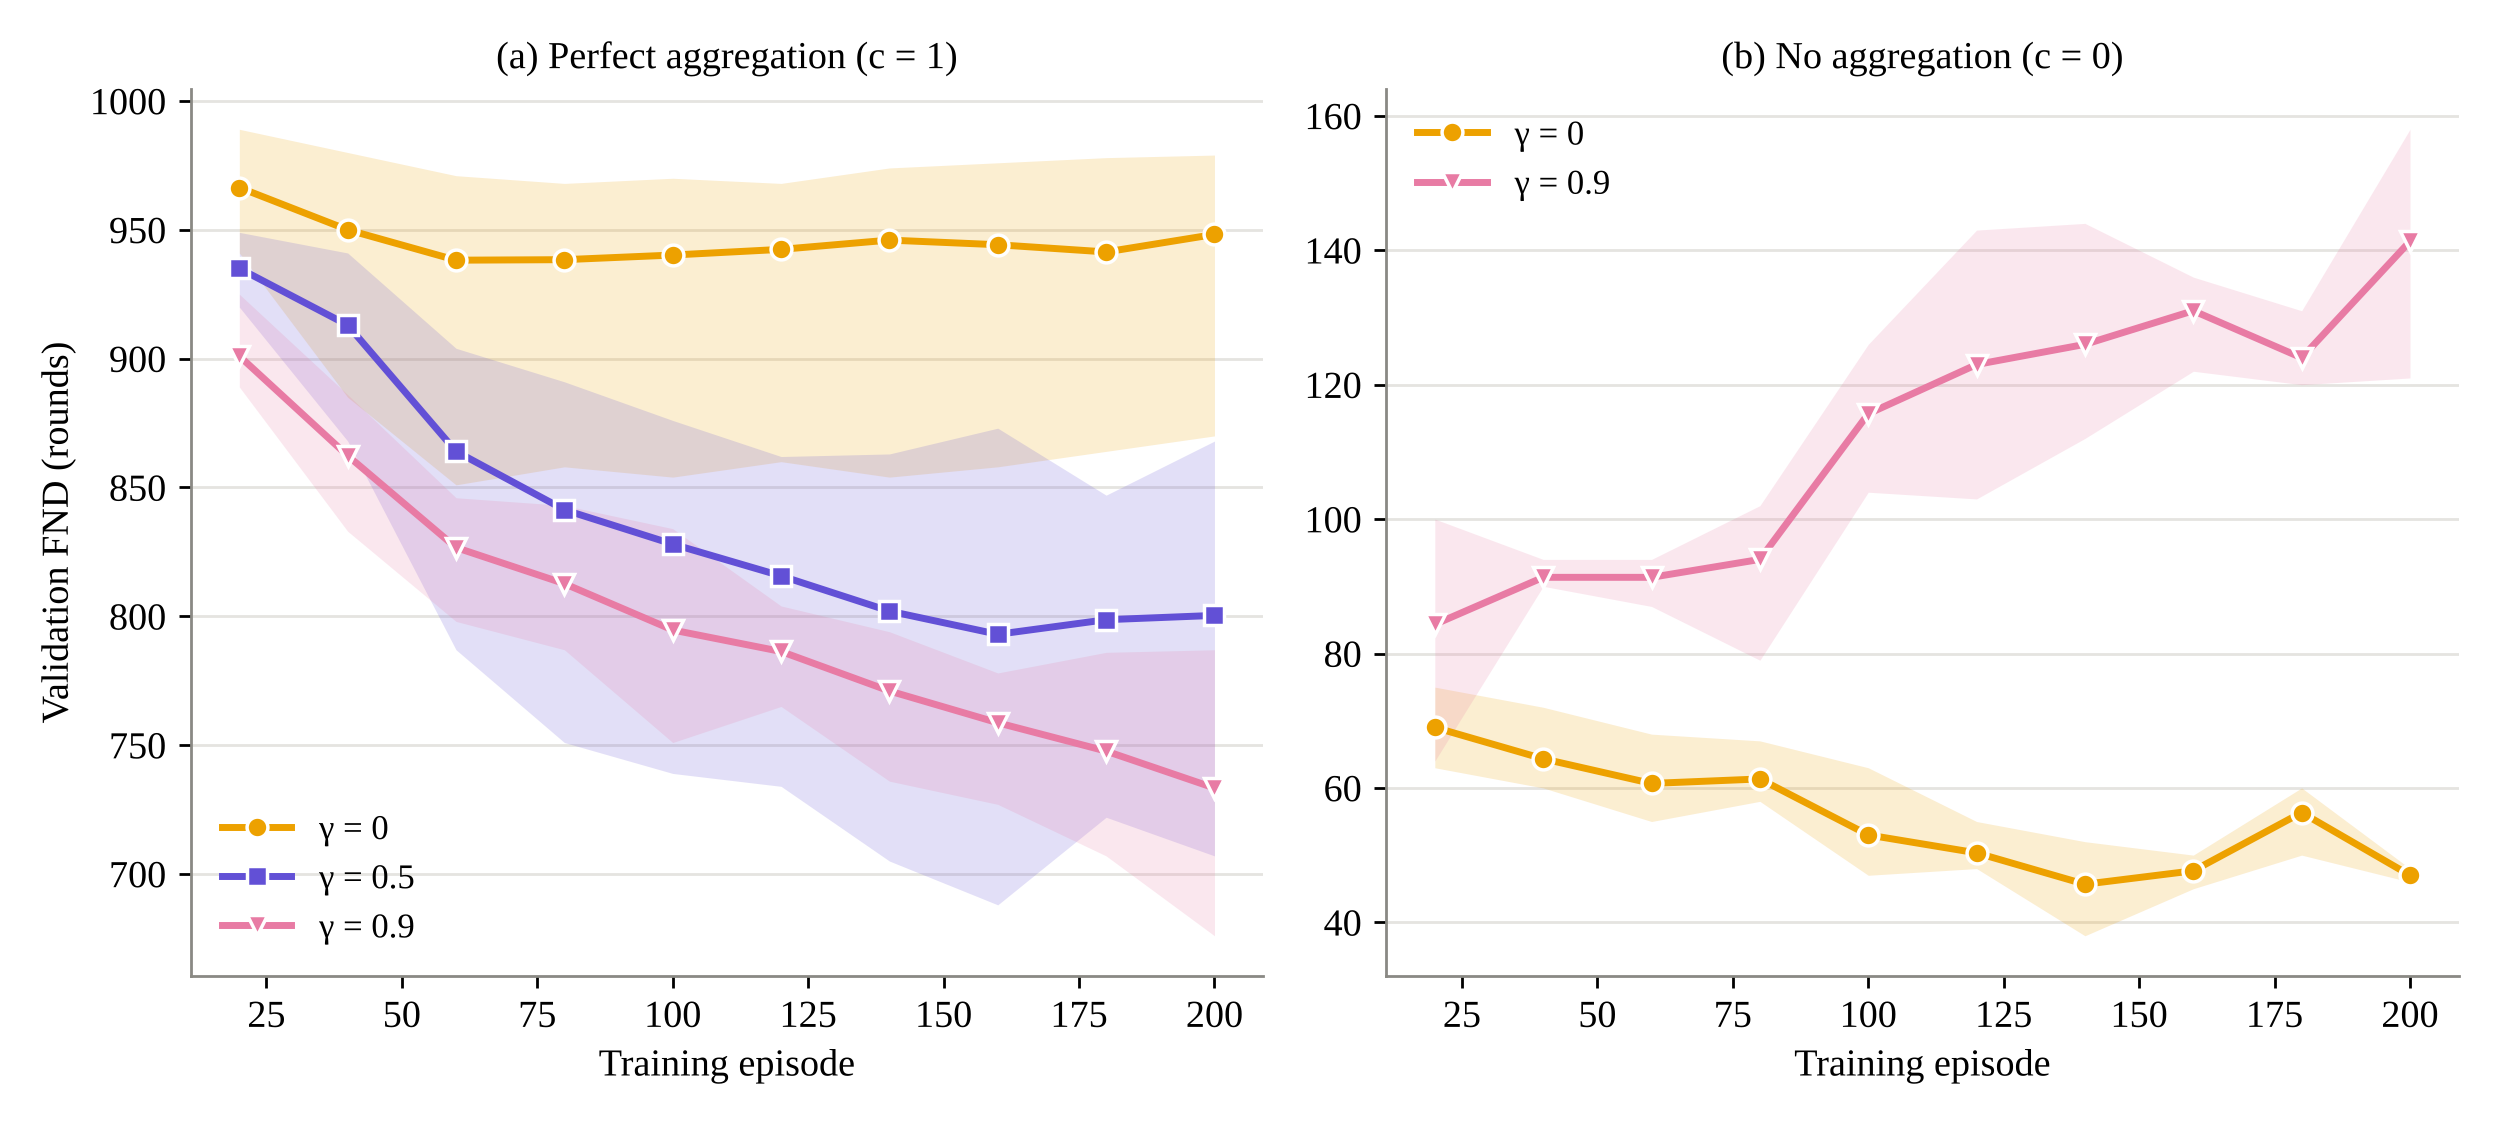 (a) Perfect aggregation (c = 1)
1000
950
900
850
800
750
700
Validation FND (rounds)
γ = 0
γ = 0.5
γ = 0.9
25 50 75 100 125 150 175 200
Training episode
(b) No aggregation (c = 0)
160
140
120
100
80
60
40
γ = 0
γ = 0.9
25 50 75 100 125 150 175 200
Training episode